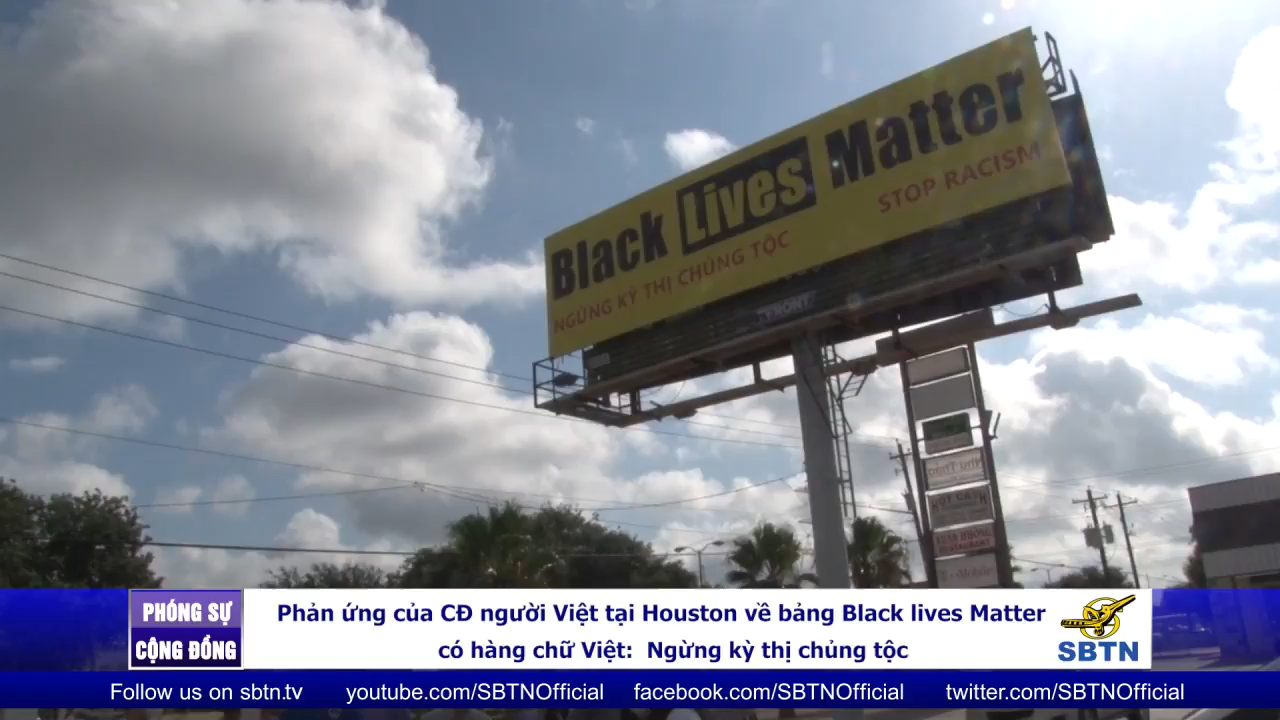 Black Lives Matter
NGỪNG KỲ THỊ CHỦNG TỘC
STOP RACISM
FRONT
T-Mobile
PHÓNG SỰ
CỘNG ĐỒNG
Phản ứng của CĐ người Việt tại Houston về bảng Black lives Matter
có hàng chữ Việt: Ngừng kỳ thị chủng tộc
SBTN
Follow us on sbtn.tv youtube.com/SBTNOfficial facebook.com/SBTNOfficial twitter.com/SBTNOfficial